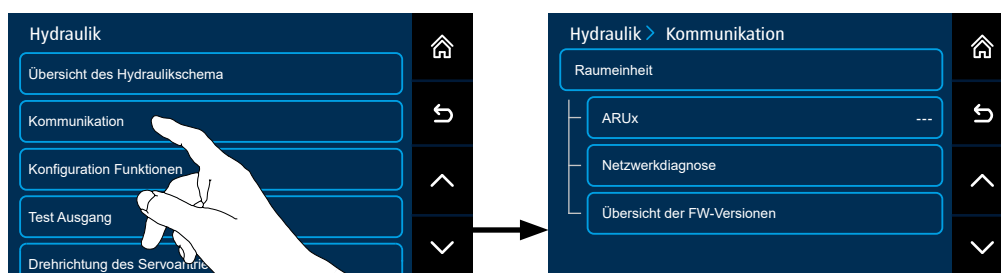 Hydraulik
Übersicht des Hydraulikschema
Kommunikation
Konfiguration Funktionen
Test Ausgang
Drehrichtung des
Hydraulik > Kommunikation
Raumeinheit
ARUx ---
Netzwerkdiagnose
Übersicht der FW-Versionen